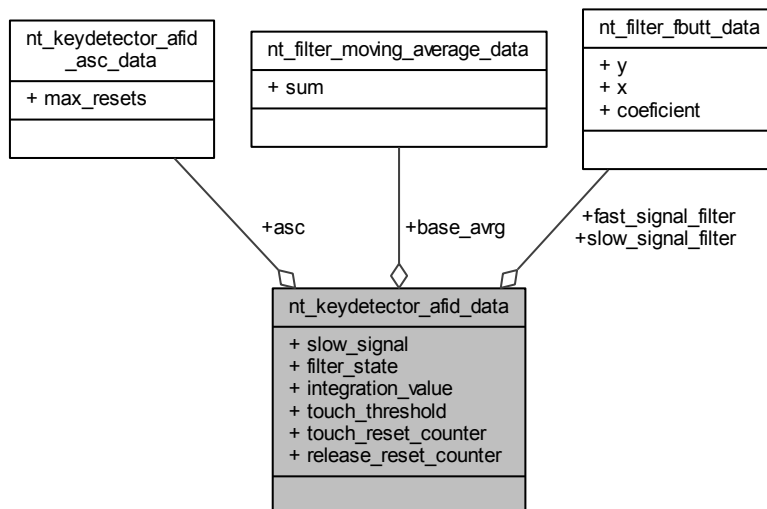 nt_keydetector_afid
_asc_data
+ max_resets
nt_filter_moving_average_data
+ sum
nt_filter_fbutt_data
+ y
+ x
+ coeficient
+asc
+base_avrg
+fast_signal_filter
+slow_signal_filter
nt_keydetector_afid_data
+ slow_signal
+ filter_state
+ integration_value
+ touch_threshold
+ touch_reset_counter
+ release_reset_counter